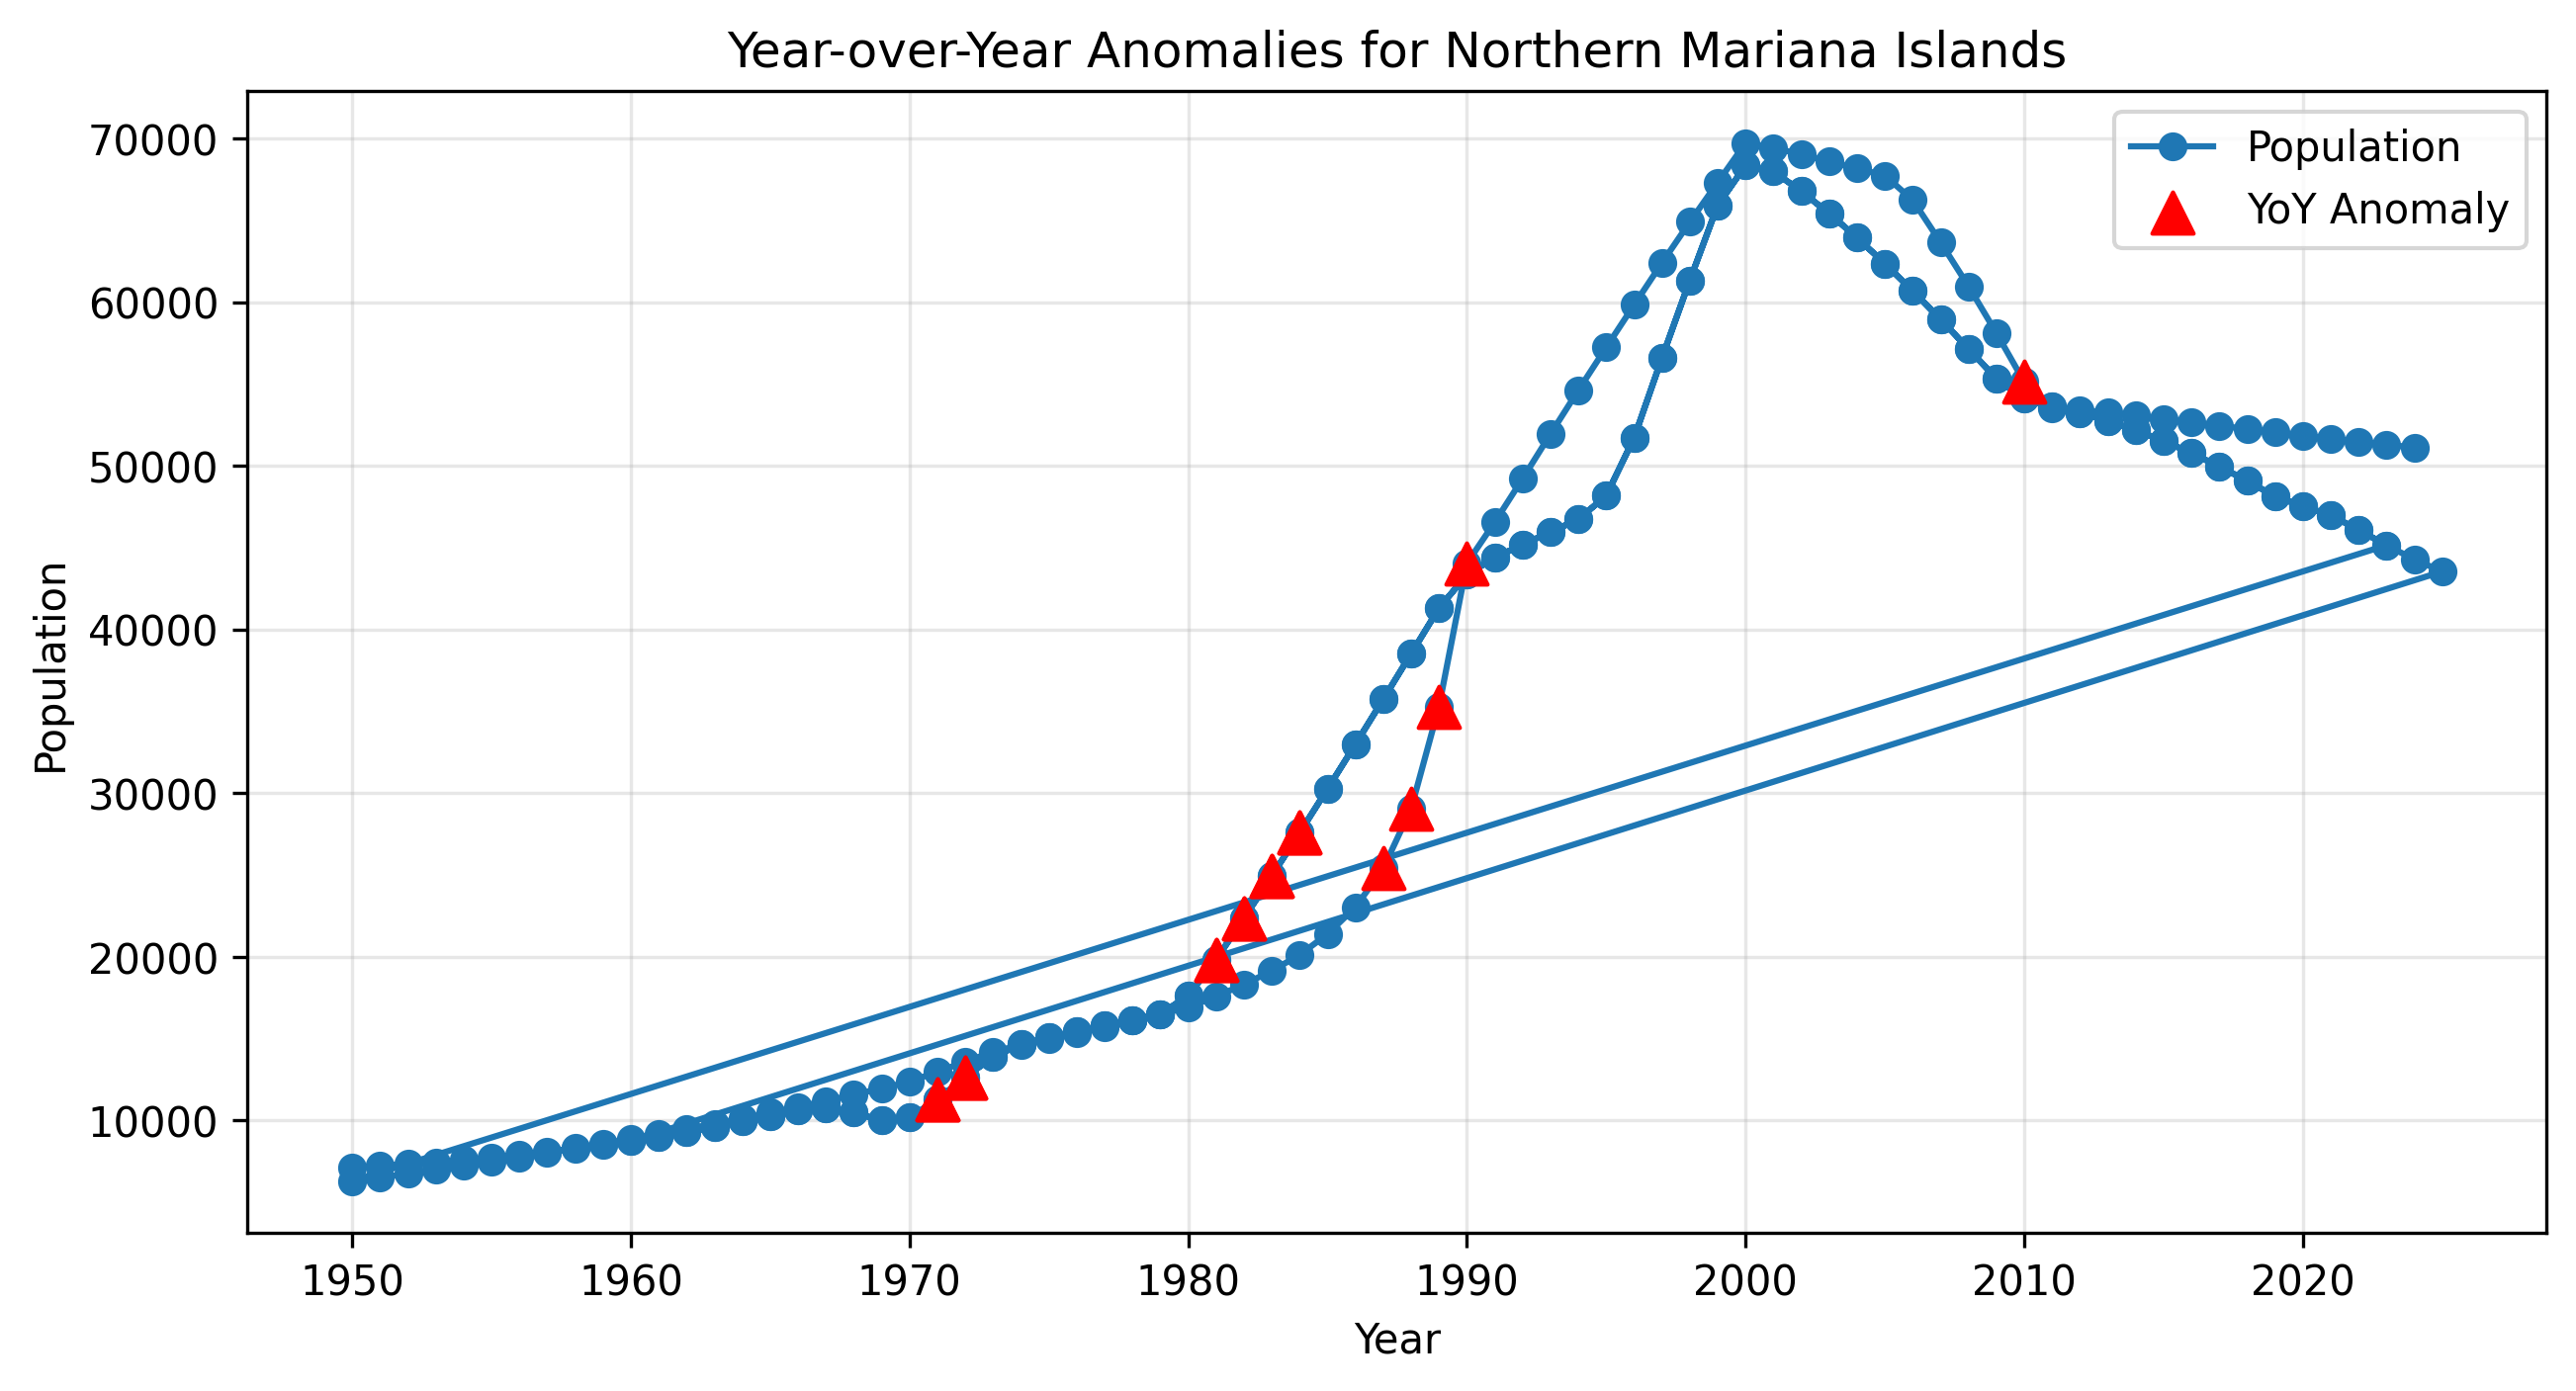 Year-over-Year Anomalies for Northern Mariana Islands
Population
YoY Anomaly
70000
60000
50000
40000
30000
20000
10000
Population
1950 1960 1970 1980 1990 2000 2010 2020
Year